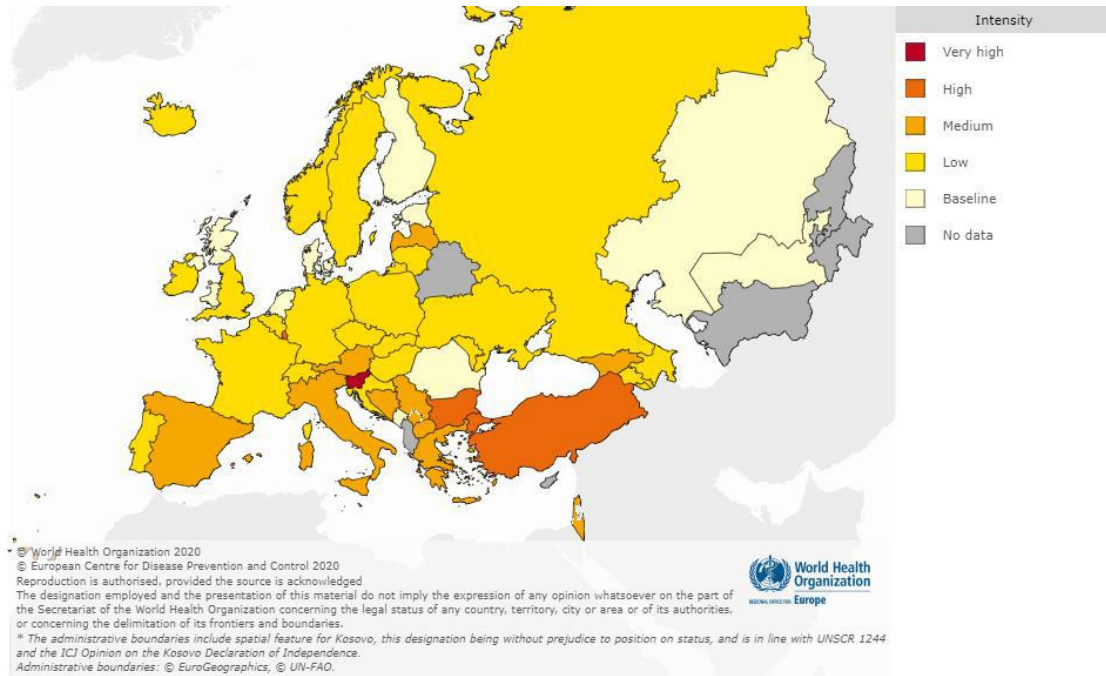 Intensity
Very high
High
Medium
Low
Baseline
No data
© World Health Organization 2020
© European Centre for Disease Prevention and Control 2020
Reproduction is authorised, provided the source is acknowledged
The designation employed and the presentation of this material do not imply the expression of any opinion whatsoever on the part of
the Secretariat of the World Health Organization concerning the legal status of any country, territory, city or area or of its authorities,
or concerning the delimitation of its frontiers and boundaries.
* The administrative boundaries include spatial feature for Kosovo, this designation being without prejudice to position on status, and is in line with UNSCR 1244
and the ICJ Opinion on the Kosovo Declaration of Independence.
Administrative boundaries: © EuroGeographics, © UN-FAO.
World Health
Organization
REGIONAL OFFICE FOR Europe